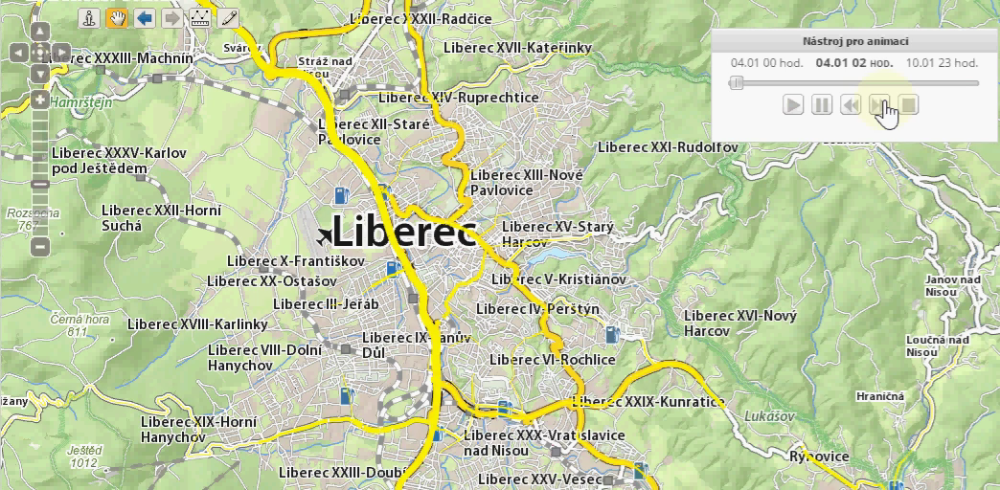 Liberec XXXII-Radčice
Liberec XVII-Kateřinky
Nástroj pro animaci
Svárov
Liberec XXXIII-Machnín
Stráž nad
Nisou
04.01 00 hod.
04.01 02 HOD.
10.01 23 hod.
Hamrštejn
Liberec XIV-Ruprechtice
Liberec XII-Staré
Pavlovice
Liberec XXI-Rudolfov
Liberec XXXV-Karlov
pod Ještědem
Liberec XIII-Nové
Pavlovice
Liberec XXII-Horní
Suchá
Liberec
Liberec XV-Starý
Harcov
Liberec X-Františkov
Liberec XX-Ostašov
Liberec V-Kristiánov
Janov nad
Nisou
Liberec III-Jeřáb
Liberec IV-Perštýn
Černá hora
811
Liberec XVIII-Karlinky
Liberec XVI-Nový
Harcov
Liberec IX-Janův
Důl
Loučná nad
Nisou
Liberec VIII-Dolní
Hanychov
Liberec VI-Rochlice
Hraničná
Liberec XXIX-Kunratice
Lukášov
Liberec XIX-Horní
Hanychov
Liberec XXX-Vratislavice
nad Nisou
Ještěd
1012
Rýnovice
Liberec XXIII-Doubí
Liberec XXV-Vesec